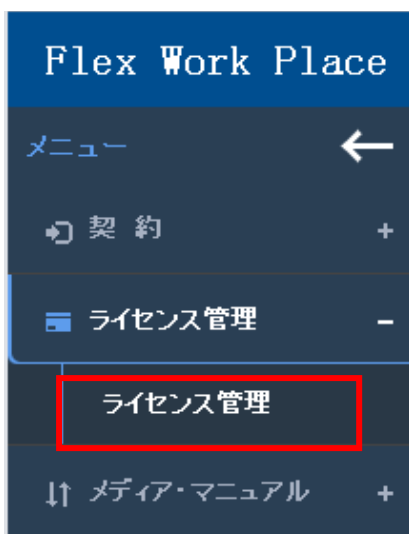 Flex Work Place
メニュー
契 約 +
ライセンス管理 -
ライセンス管理
メディア・マニュアル +